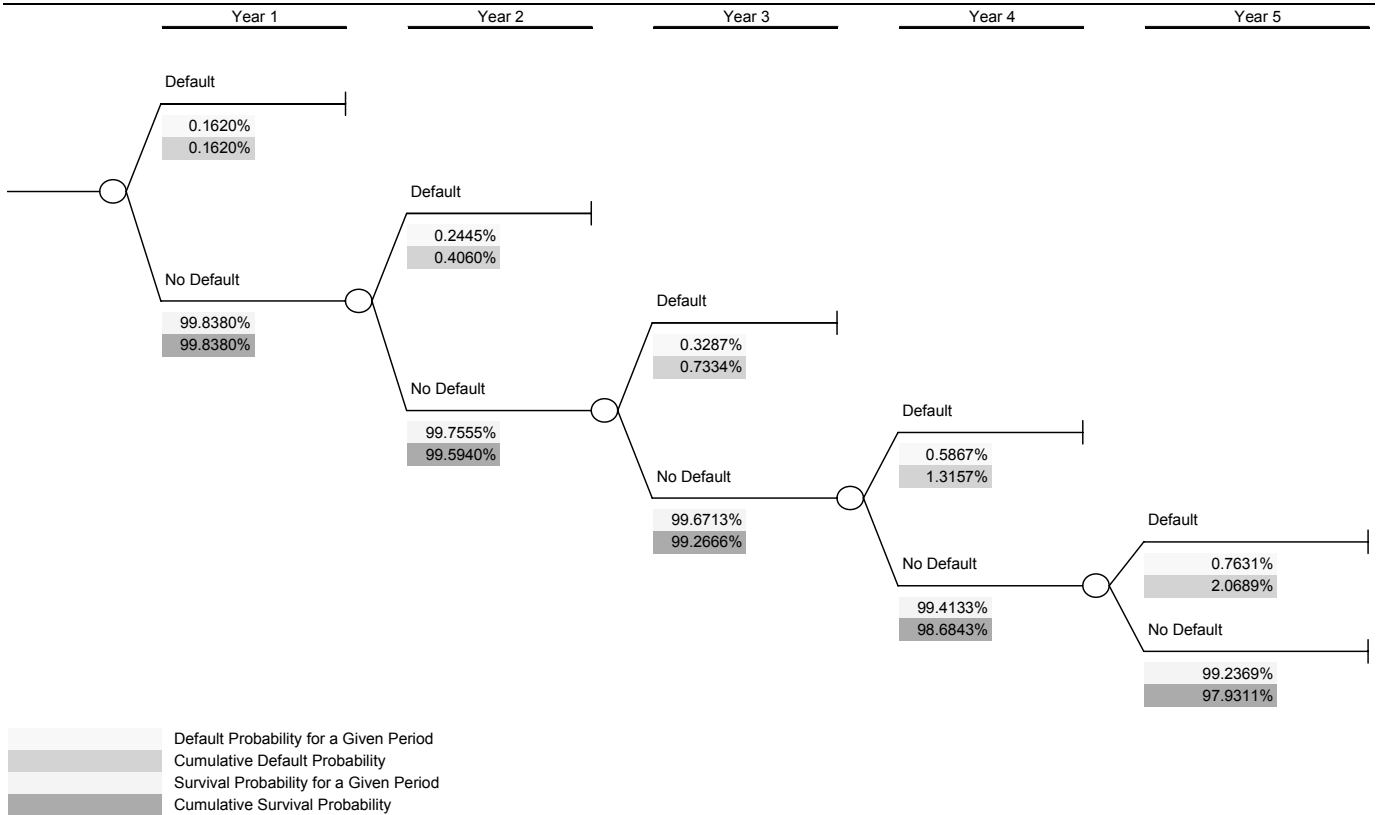 Year 1 Year 2 Year 3 Year 4 Year 5
Default
0.1620%
0.1620%
No Default
99.8380%
99.8380%
Default
0.2445%
0.4060%
No Default
99.7555%
99.5940%
Default
0.3287%
0.7334%
No Default
99.6713%
99.2666%
Default
0.5867%
1.3157%
No Default
99.4133%
98.6843%
Default
0.7631%
2.0689%
No Default
99.2369%
97.9311%
Default Probability for a Given Period
Cumulative Default Probability
Survival Probability for a Given Period
Cumulative Survival Probability